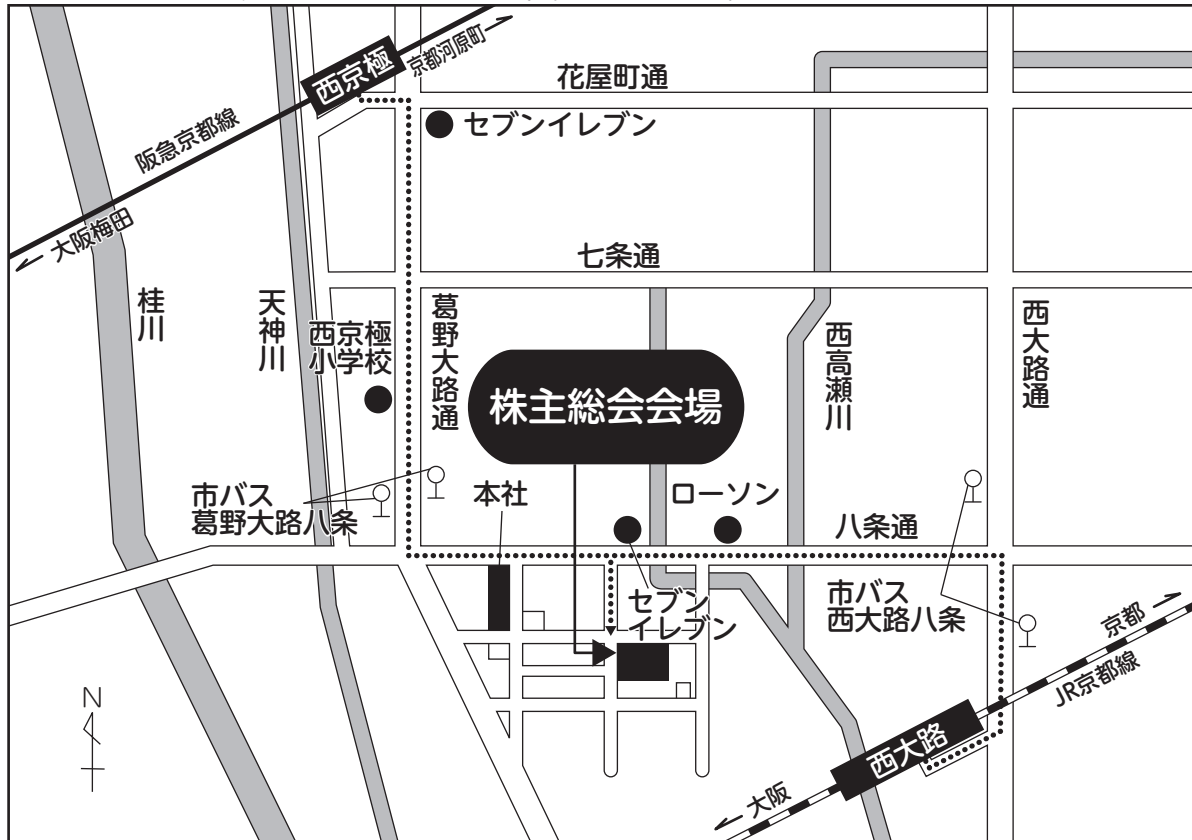 西京極
京都河原町
花屋町通
セブンイレブン
阪急京都線
大阪梅田
七条通
桂川
天神川
西京極
小学校
葛野大路通
西高瀬川
西大路通
株主総会会場
市バス
葛野大路八条
本社
ローソン
八条通
セブン
イレブン
市バス
西大路八条
京都
JR京都線
N
西大路
大阪